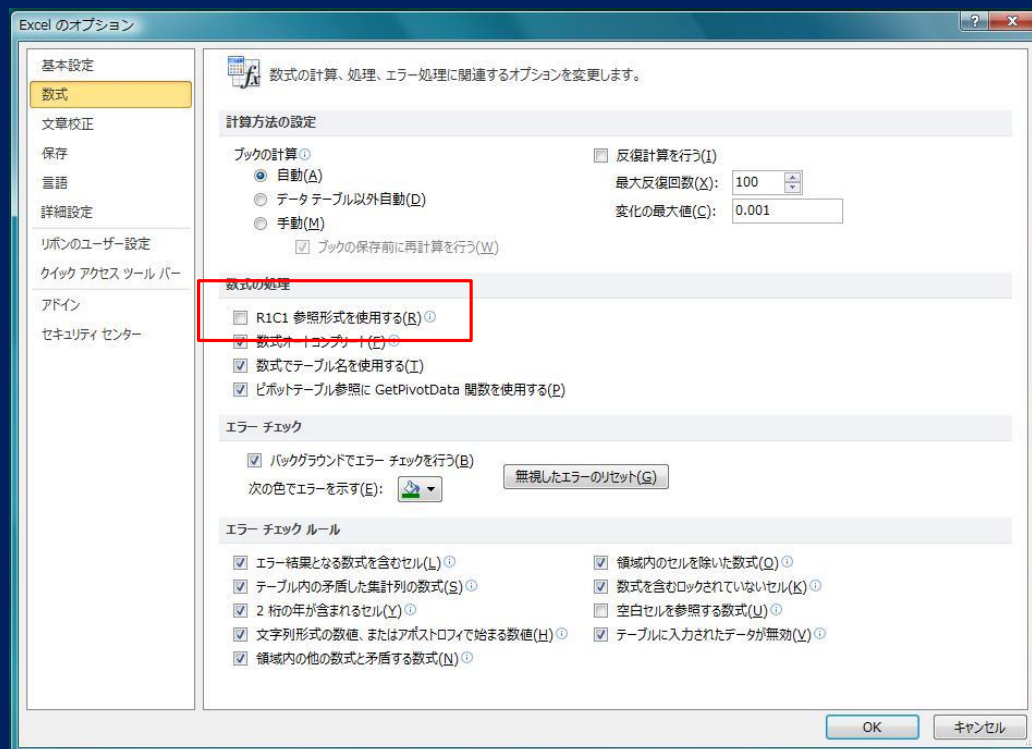 Excel のオプション
基本設定
数式
文章校正
保存
言語
詳細設定
リボンのユーザー設定
クイック アクセス ツール バー
アドイン
セキュリティ センター
数式の計算、処理、エラー処理に関連するオプションを変更します。
計算方法の設定
ブックの計算
自動(A)
データ テーブル以外自動(D)
手動(M)
ブックの保存前に再計算を行う(W)
反復計算を行う(I)
最大反復回数(X): 100
変化の最大値(C): 0.001
数式の処理
R1C1 参照形式を使用する(R)
数式オートコンプリート(F)
数式でテーブル名を使用する(T)
ピボットテーブル参照に GetPivotData 関数を使用する(P)
エラー チェック
バックグラウンドでエラー チェックを行う(B)
次の色でエラーを示す(E):
無視したエラーのリセット(G)
エラー チェック ルール
エラー結果となる数式を含むセル(L)
テーブル内の矛盾した集計列の数式(S)
2 桁の年が含まれるセル(Y)
文字列形式の数値、またはアポストロフィで始まる数値(H)
領域内の他の数式と矛盾する数式(N)
領域内のセルを除いた数式(O)
数式を含むロックされていないセル(K)
空白セルを参照する数式(U)
テーブルに入力されたデータが無効(V)
OK
キャンセル